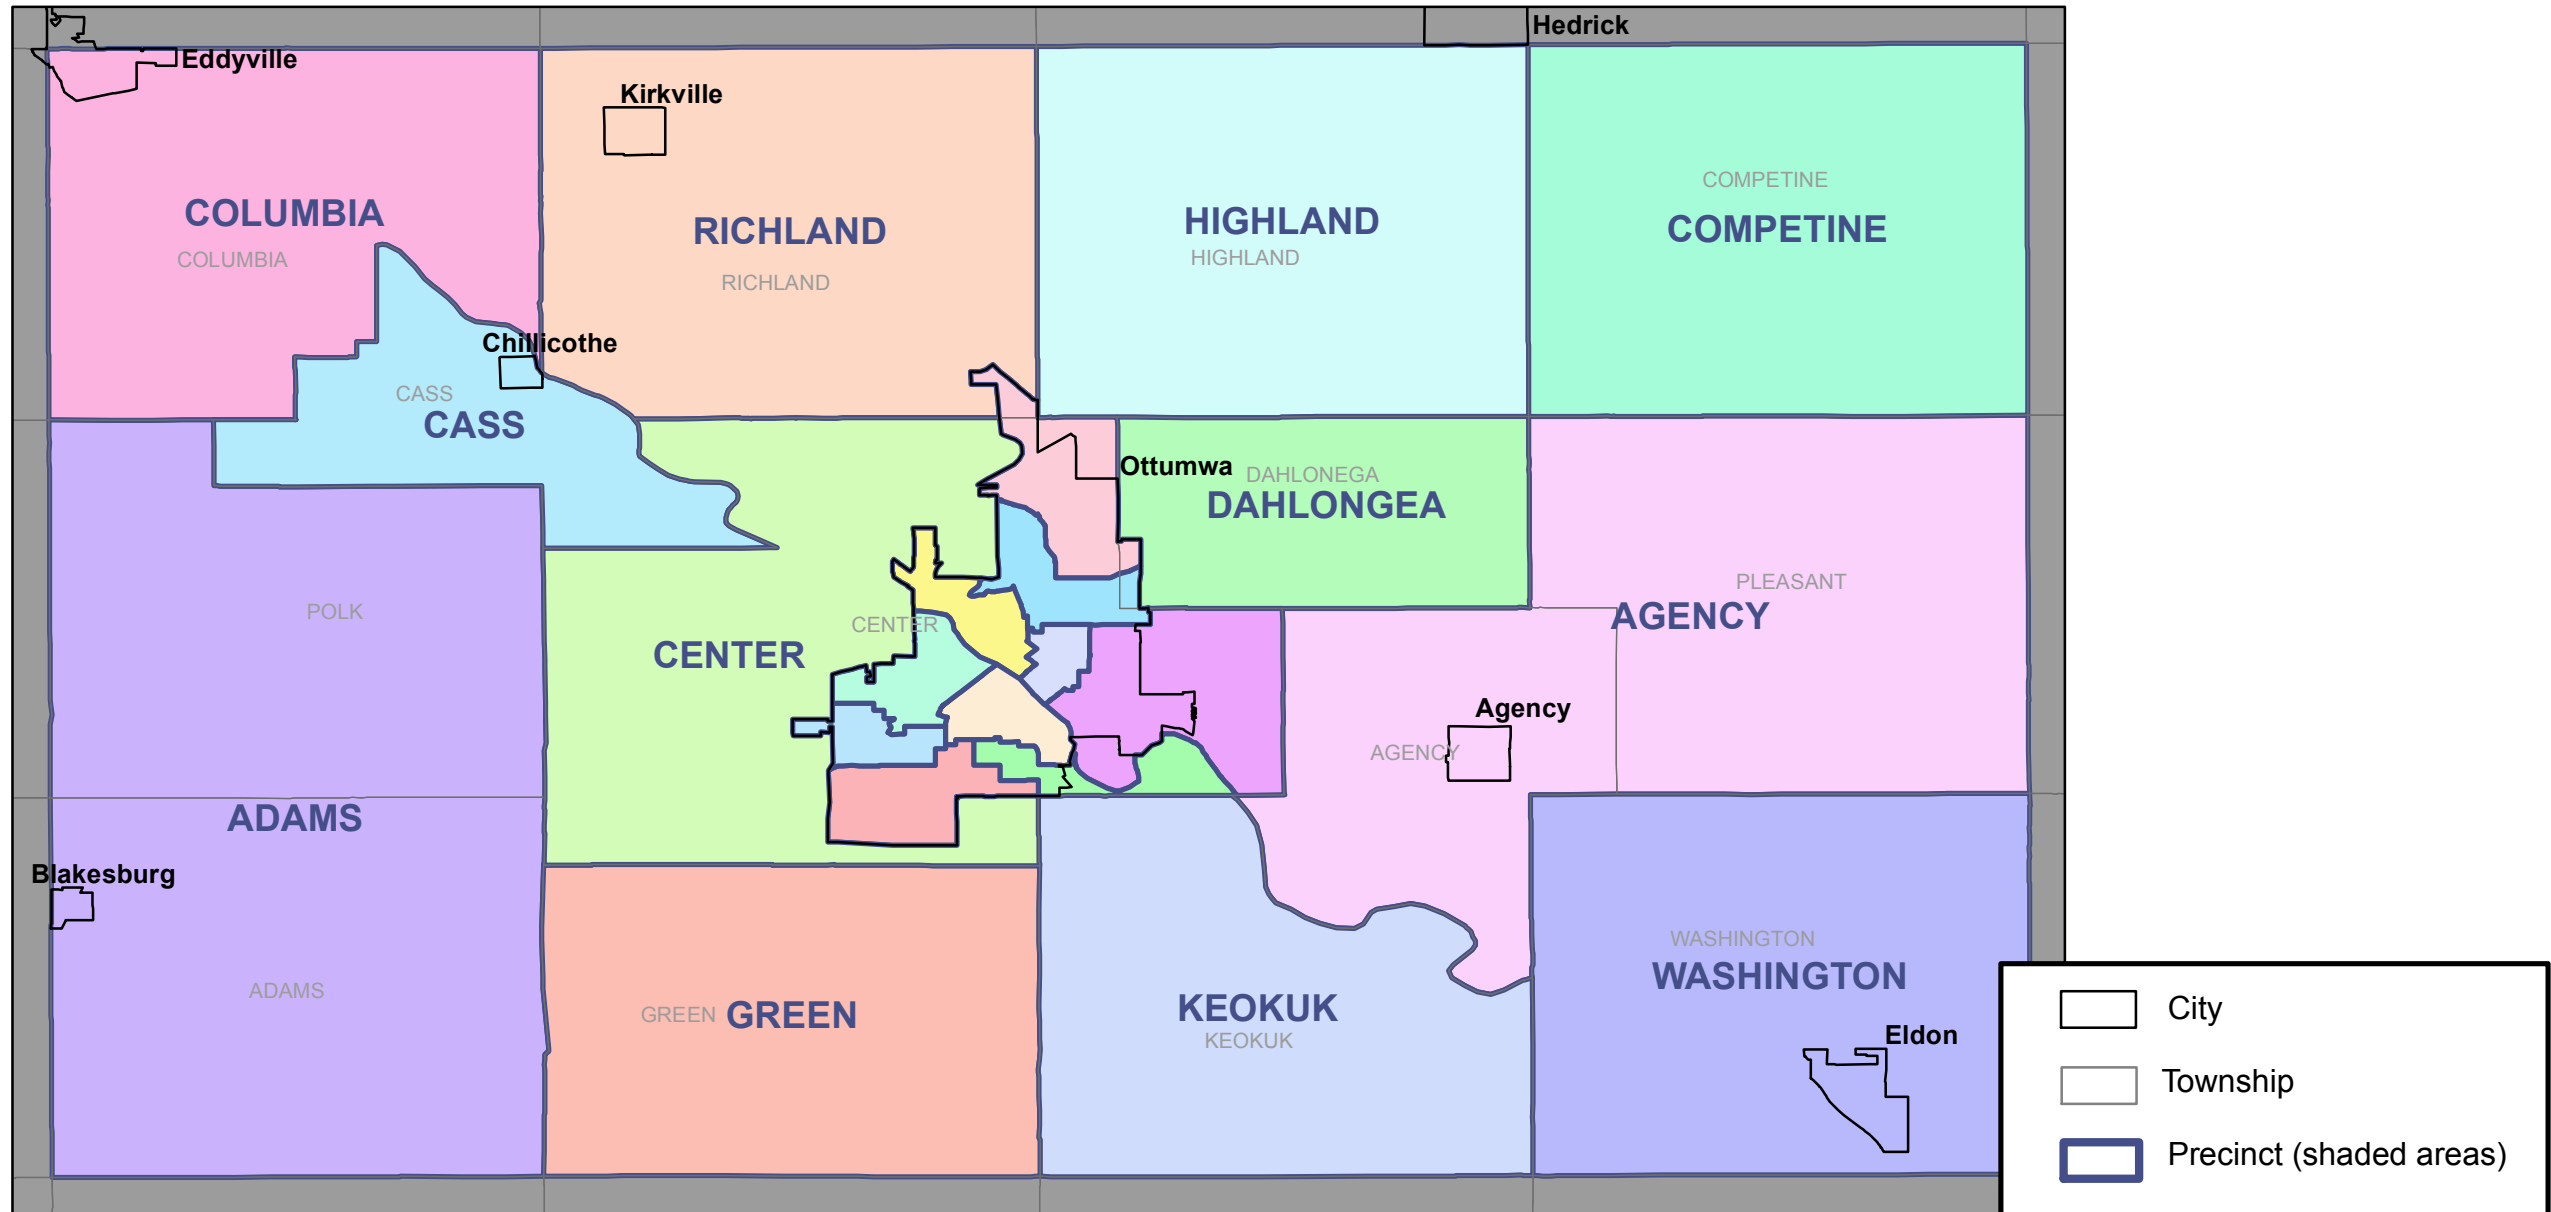 Hedrick
Eddyville
Kirkville
COMPETINE
COLUMBIA
RICHLAND
HIGHLAND
COMPETINE
COLUMBIA
HIGHLAND
RICHLAND
Chillicothe
CASS
CASS
Ottumwa
DAHLONEGA
DAHLONGEA
PLEASANT
POLK
AGENCY
CENTER
CENTER
Agency
AGENCY
ADAMS
Blakesburg
WASHINGTON
WASHINGTON
ADAMS
GREEN
GREEN
KEOKUK
KEOKUK
Eldon
City
Township
Precinct (shaded areas)